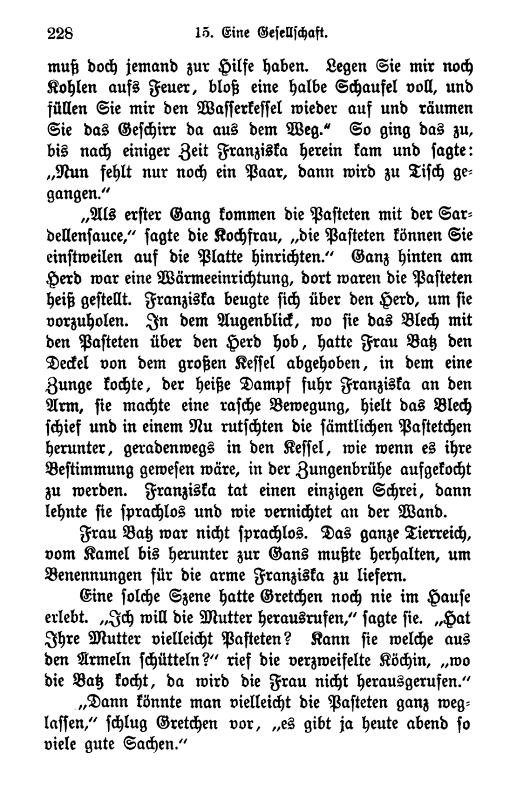 228 15. Eine Gesellschaft.
muß doch jemand zur Hilfe haben. Legen Sie mir noch
Kohlen aufs Feuer, bloß eine halbe Schaufel voll, und
füllen Sie mir den Wasserkessel wieder auf und räumen
Sie das Geschirr da aus dem Weg.“ So ging das zu,
bis nach einiger Zeit Franziska herein kam und sagte:
„Nun fehlt nur noch ein Paar, dann wird zu Tisch ge-
gangen.“
„Als erster Gang kommen die Pasteten mit der Sar-
dellensauce,“ sagte die Kochfrau, „die Pasteten können Sie
einstweilen auf die Platte hinrichten.“ Ganz hinten am
Herd war eine Wärmeeinrichtung, dort waren die Pasteten
heiß gestellt. Franziska beugte sich über den Herd, um sie
vorzuholen. In dem Augenblick, wo sie das Blech mit
den Pasteten über den Herd hob, hatte Frau Batz den
Deckel von dem großen Kessel abgehoben, in dem eine
Zunge kochte, der heiße Dampf fuhr Franziska an den
Arm, sie machte eine rasche Bewegung, hielt das Blech
schief und in einem Nu rutschten die sämtlichen Pastetchen
herunter, geradenwegs in den Kessel, wie wenn es ihre
Bestimmung gewesen wäre, in der Zungenbrühe aufgekocht
zu werden. Franziska tat einen einzigen Schrei, dann
lehnte sie sprachlos und wie vernichtet an der Wand.
Frau Batz war nicht sprachlos. Das ganze Tierreich,
vom Kamel bis herunter zur Gans mußte herhalten, um
Benennungen für die arme Franziska zu liefern.
Eine solche Szene hatte Gretchen noch nie im Hause
erlebt. „Ich will die Mutter herausrufen,“ sagte sie. „Hat
Ihre Mutter vielleicht Pasteten? Kann sie welche aus
den Ärmeln schütteln?“ rief die verzweifelte Köchin, „wo
die Batz kocht, da wird die Frau nicht herausgerufen.“
„Dann könnte man vielleicht die Pasteten ganz weg-
lassen,“ schlug Gretchen vor, „es gibt ja heute abend so
viele gute Sachen.“